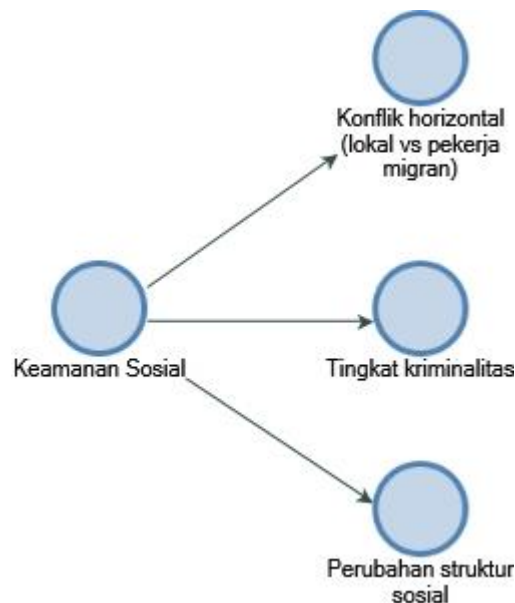 Konflik horizontal
(lokal vs pekerja
migran)
Keamanan Sosial
Tingkat kriminalitas
Perubahan struktur
sosial